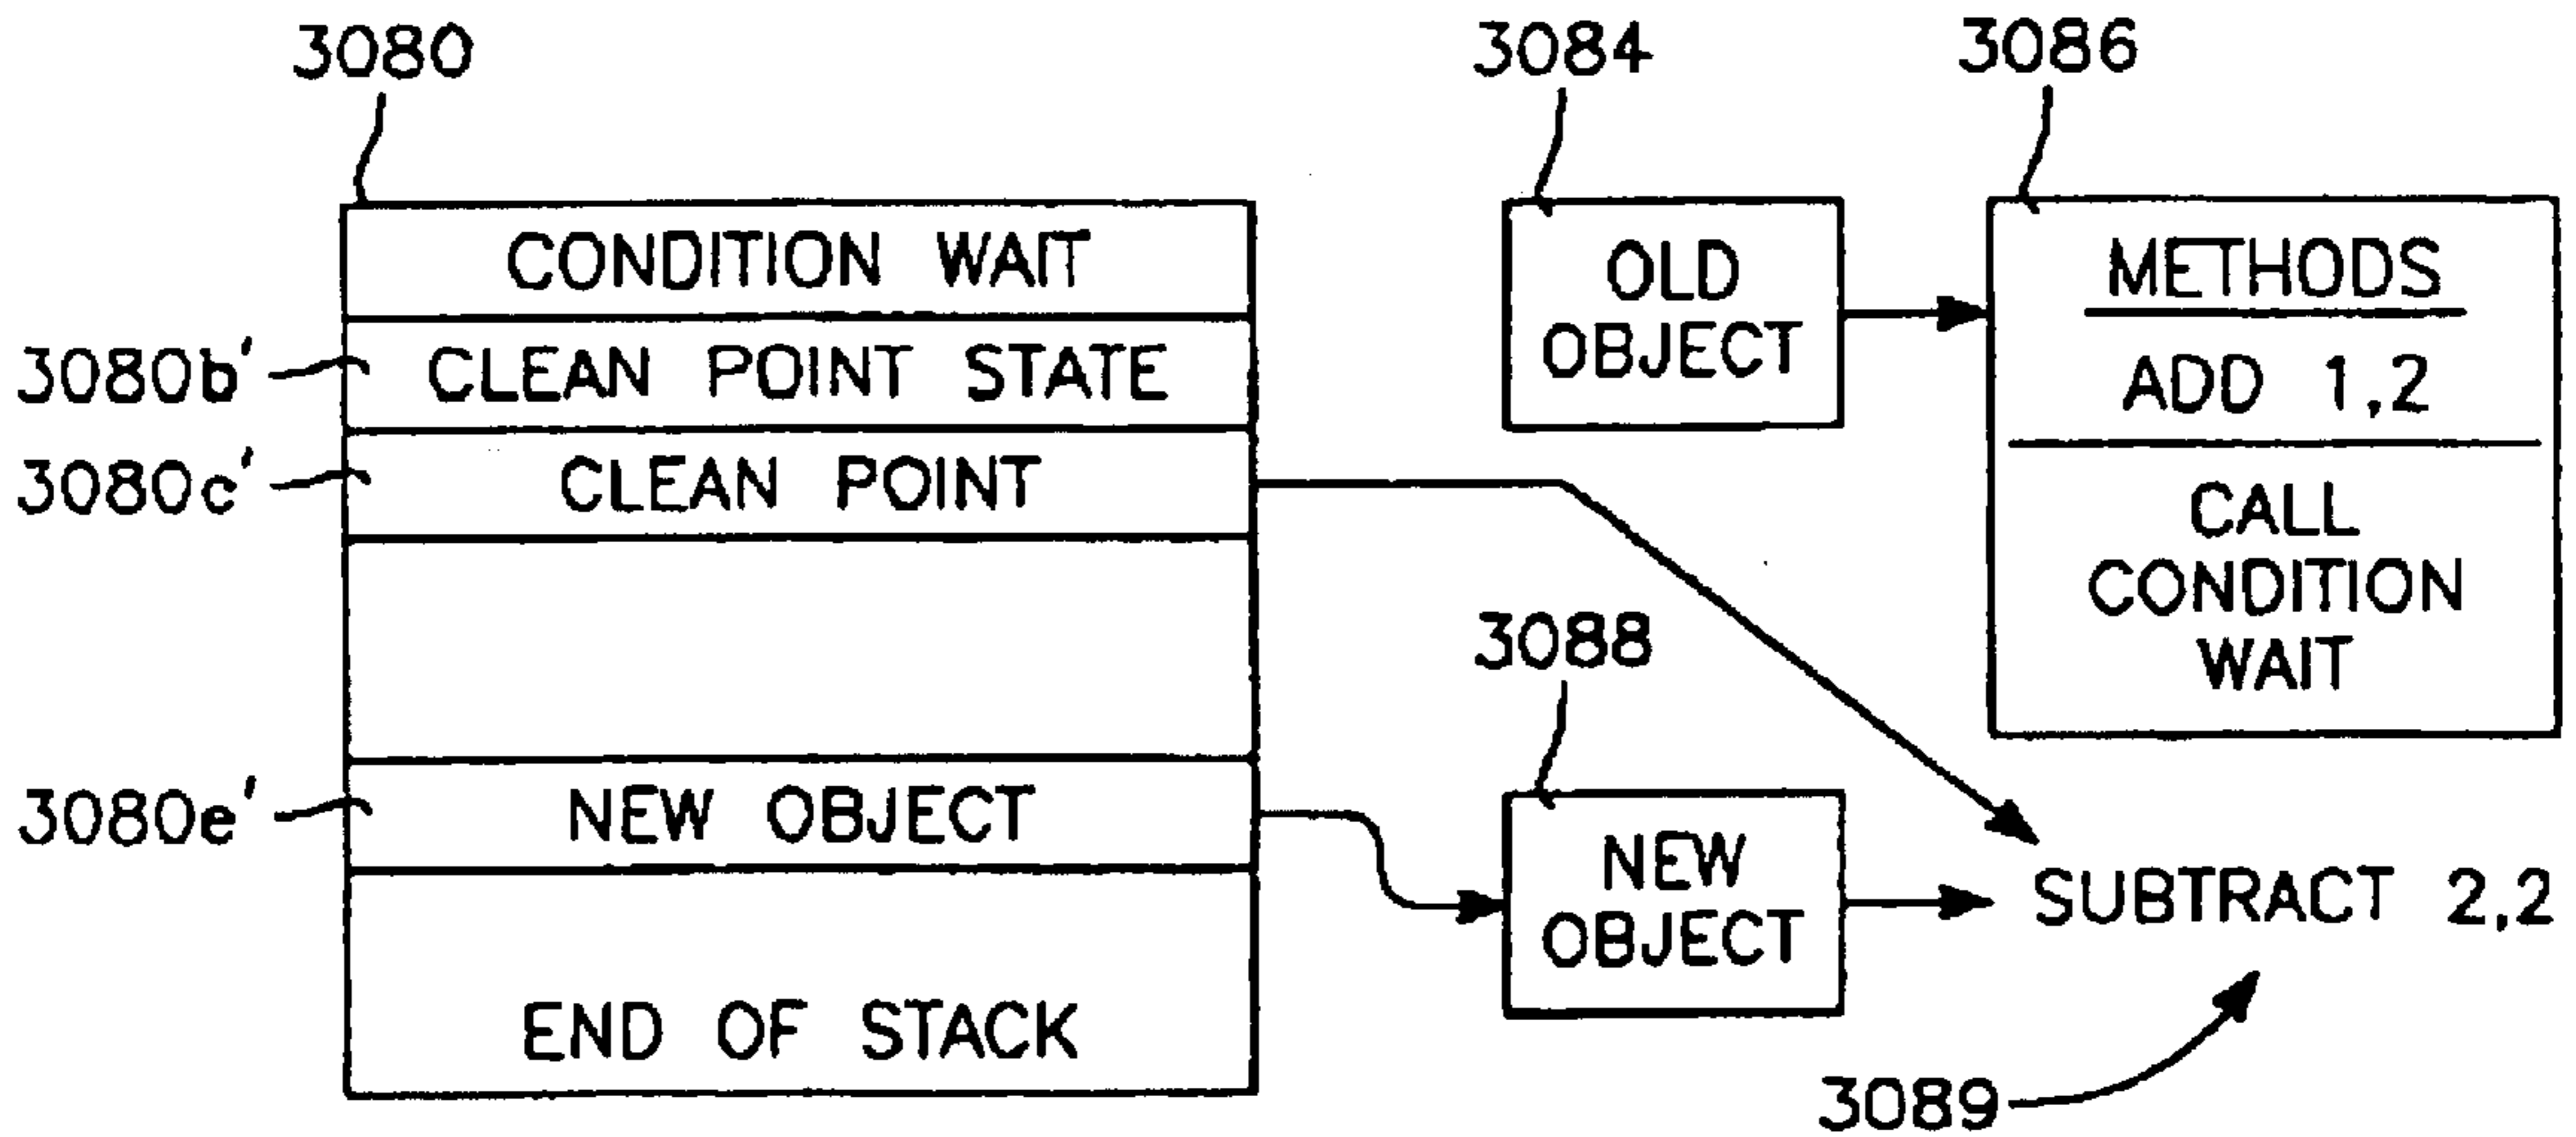 3080
3084
3086
CONDITION WAIT
3080b' CLEAN POINT STATE
3080c' CLEAN POINT
3080e' NEW OBJECT
END OF STACK
OLD
OBJECT
METHODS
ADD 1,2
CALL
CONDITION
WAIT
3088
NEW
OBJECT
SUBTRACT 2,2
3089